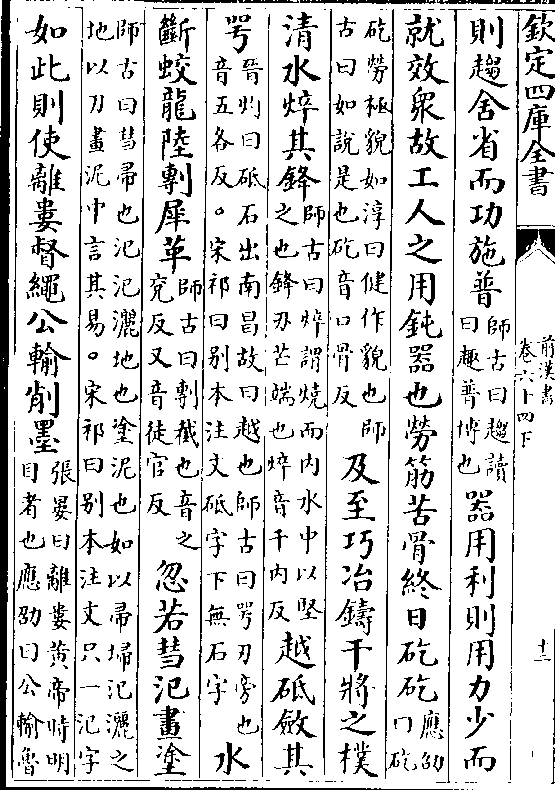 欽定四庫全書
前漢書
卷六十四下
十二
則趨舍省而功施普師古曰趨讀曰趣普博也器用利則用力少而
就效衆故工人之用鈍器也勞筋苦骨終日矻矻應劭曰矻
矻勞極貌如淳曰健作貌也師古曰如說是也矻音口骨反及至巧冶鑄干將之樸
清水焠其鋒師古曰焠謂燒而内水中以堅之也鋒刃芒端也焠音千内反越砥斂其
咢晉灼曰砥石出南昌故曰越也師古曰咢刃旁也音五各反。宋祁曰别本注文砥字下無石字水
斷蛟龍陸剸犀革師古曰剸截也音之兖反又音徒官反忽若彗汜畫塗
師古曰彗帚也汜汜灑地也塗泥也如以帚埽汜灑之地以刀畫泥中言其易。宋祁曰别本注文只一汜字
如此則使離婁督繩公輸削墨張晏曰離婁黄帝時明目者也應劭曰公輸魯